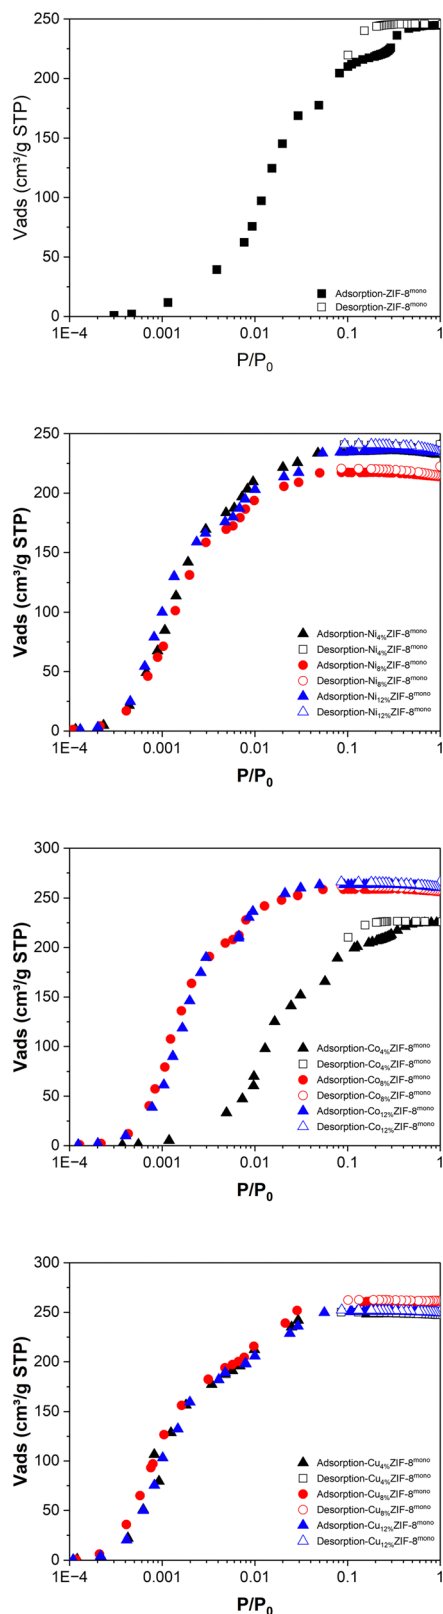 250
200
150
100
50
0
Vads (cm³/g STP)
Adsorption-ZIF-8ᵐᵒⁿᵒ
Desorption-ZIF-8ᵐᵒⁿᵒ
1E−4 0.001 0.01 0.1 1
P/P₀
250
200
150
100
50
0
Vads (cm³/g STP)
Adsorption-Ni₄%ZIF-8ᵐᵒⁿᵒ
Desorption-Ni₄%ZIF-8ᵐᵒⁿᵒ
Adsorption-Ni₈%ZIF-8ᵐᵒⁿᵒ
Desorption-Ni₈%ZIF-8ᵐᵒⁿᵒ
Adsorption-Ni₁₂%ZIF-8ᵐᵒⁿᵒ
Desorption-Ni₁₂%ZIF-8ᵐᵒⁿᵒ
1E−4 0.001 0.01 0.1 1
P/P₀
300
250
200
150
100
50
0
Vads (cm³/g STP)
Adsorption-Co₄%ZIF-8ᵐᵒⁿᵒ
Desorption-Co₄%ZIF-8ᵐᵒⁿᵒ
Adsorption-Co₈%ZIF-8ᵐᵒⁿᵒ
Desorption-Co₈%ZIF-8ᵐᵒⁿᵒ
Adsorption-Co₁₂%ZIF-8ᵐᵒⁿᵒ
Desorption-Co₁₂%ZIF-8ᵐᵒⁿᵒ
1E−4 0.001 0.01 0.1 1
P/P₀
300
250
200
150
100
50
0
Vads (cm³/g STP)
Adsorption-Cu₄%ZIF-8ᵐᵒⁿᵒ
Desorption-Cu₄%ZIF-8ᵐᵒⁿᵒ
Adsorption-Cu₈%ZIF-8ᵐᵒⁿᵒ
Desorption-Cu₈%ZIF-8ᵐᵒⁿᵒ
Adsorption-Cu₁₂%ZIF-8ᵐᵒⁿᵒ
Desorption-Cu₁₂%ZIF-8ᵐᵒⁿᵒ
1E−4 0.001 0.01 0.1 1
P/P₀